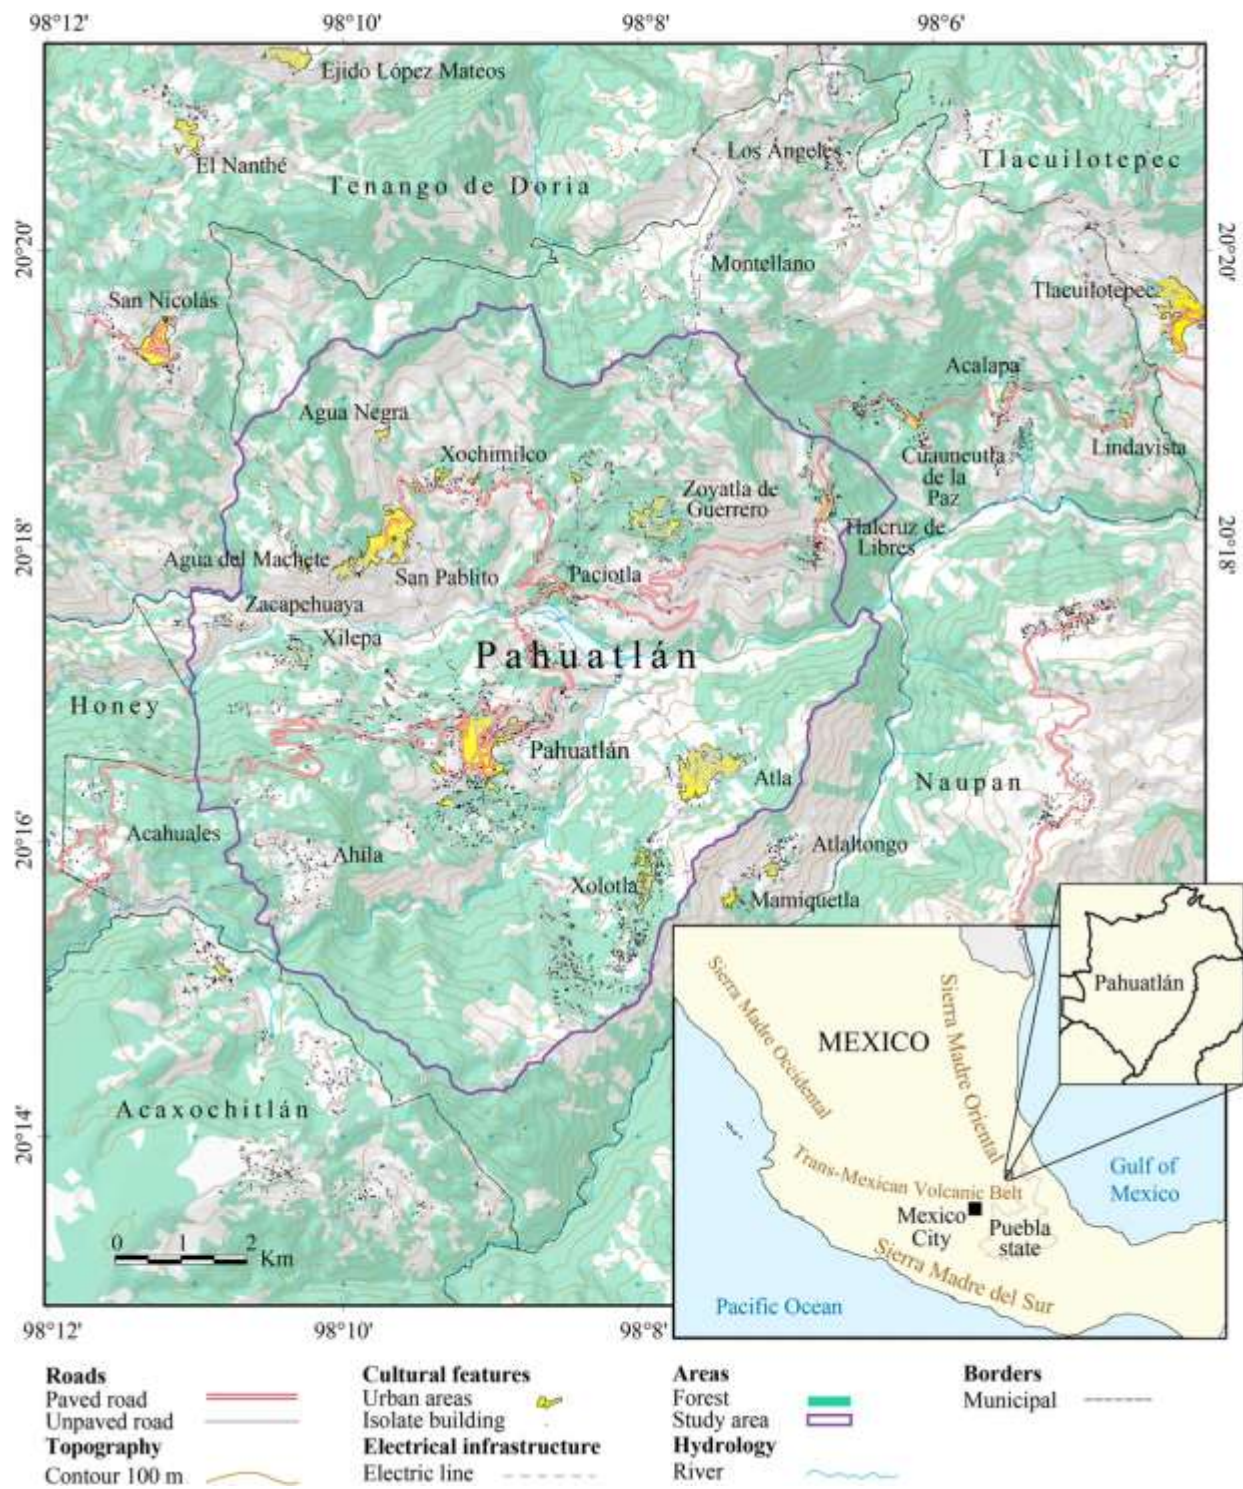 98°12'
98°10'
98°8'
98°6'
Ejido López Mateos
El Nanthé
Los Ángeles
Tlacuilotepec
Tenango de Doria
20°20'
20°20'
Montellano
San Nicolás
Tlacuilotepec
Acalapa
Agua Negra
Lindavista
Xochimilco
Cuauneutla
de la
Paz
Zoyatla de
Guerrero
20°18'
20°18'
Halcruz de
Libres
Agua del Machete
San Pablito
Paciotla
Zacapehuaya
Xilepa
Pahuatlán
Honey
Pahuatlán
Atla
Naupan
20°16'
Acahuales
Ahila
Atlahongo
Xolotla
Mamiquetla
Pahuatlán
Sierra Madre Occidental
Sierra Madre Oriental
MEXICO
20°14'
Acaxochitlán
Trans-Mexican Volcanic Belt
Gulf of
Mexico
Mexico
City
Puebla
state
Sierra Madre del Sur
Pacific Ocean
0 1 2
Km
98°12'
98°10'
98°8'
Roads
Paved road
Unpaved road
Topography
Contour 100 m
Cultural features
Urban areas
Isolate building
Electrical infrastructure
Electric line
Areas
Forest
Study area
Hydrology
River
Borders
Municipal